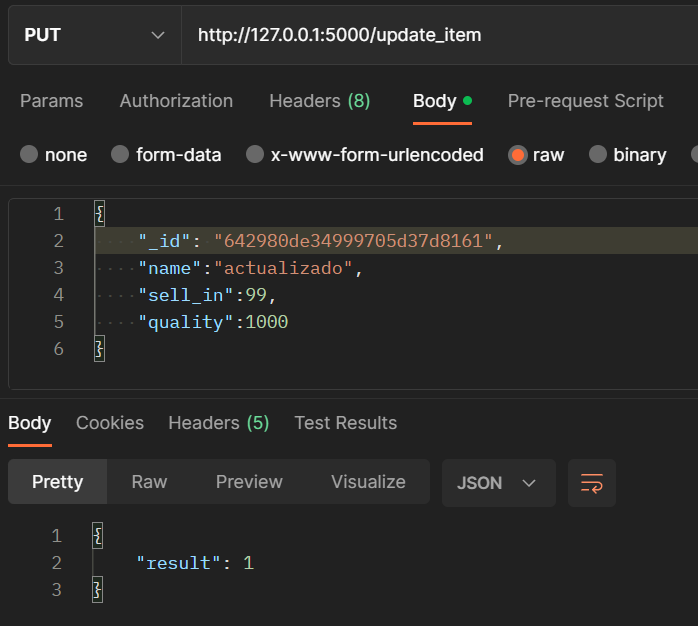 PUT http://127.0.0.1:5000/update_item
Params Authorization Headers (8) Body Pre-request Script
none form-data x-www-form-urlencoded raw binary
1 {
2 "_id": "642980de34999705d37d8161",
3 "name":"actualizado",
4 "sell_in":99,
5 "quality":1000
6 }
Body Cookies Headers (5) Test Results
Pretty Raw Preview Visualize JSON
1 {
2 "result": 1
3 }